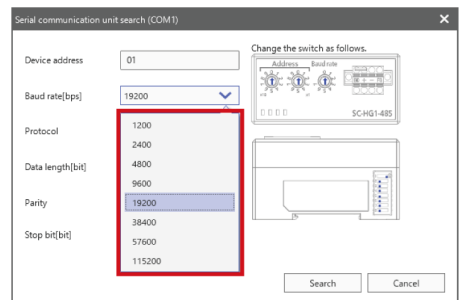 Serial communication unit search (COM1)
Change the switch as follows.
Device address 01
Address Baud rate
Baud rate[bps] 19200
SC-HG1-485
Protocol
Data length[bit]
Parity
Stop bit[bit]
1200
2400
4800
9600
19200
38400
57600
115200
Search Cancel